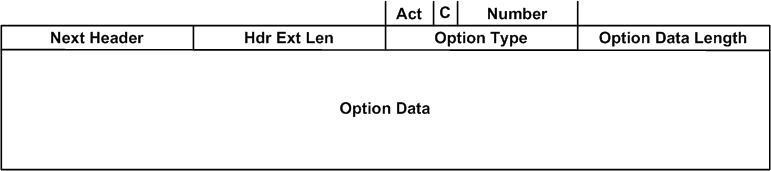 Act C Number
Next Header Hdr Ext Len Option Type Option Data Length
Option Data